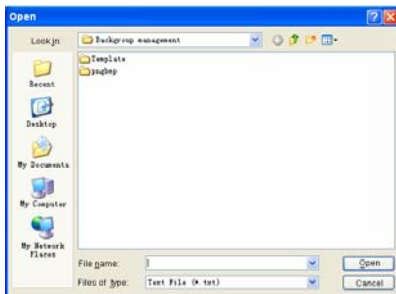 Open
Look in:
Backgroup management
Template
pngbmp
Recent
Desktop
My Documents
My Computer
My Network
Places
File name:
Open
Files of type:
Text File (*.txt)
Cancel